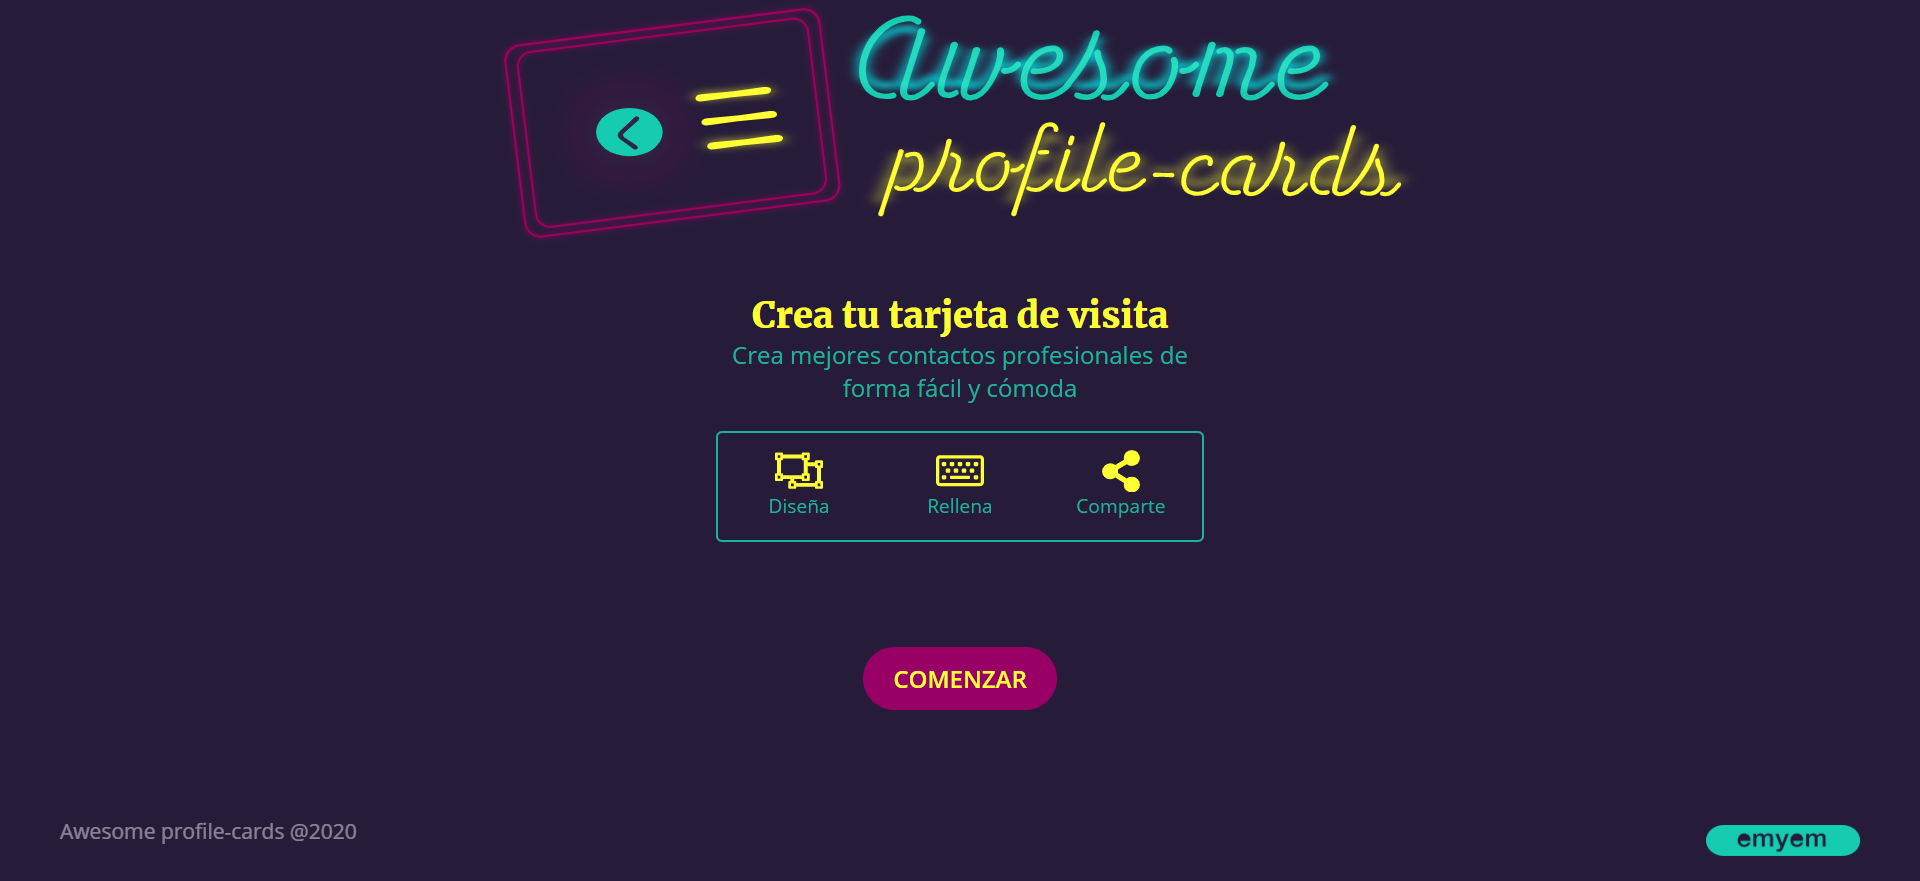 Awesome
profile-cards
Crea tu tarjeta de visita
Crea mejores contactos profesionales de
forma fácil y cómoda
Diseña
Rellena
Comparte
COMENZAR
Awesome profile-cards @2020
emyem